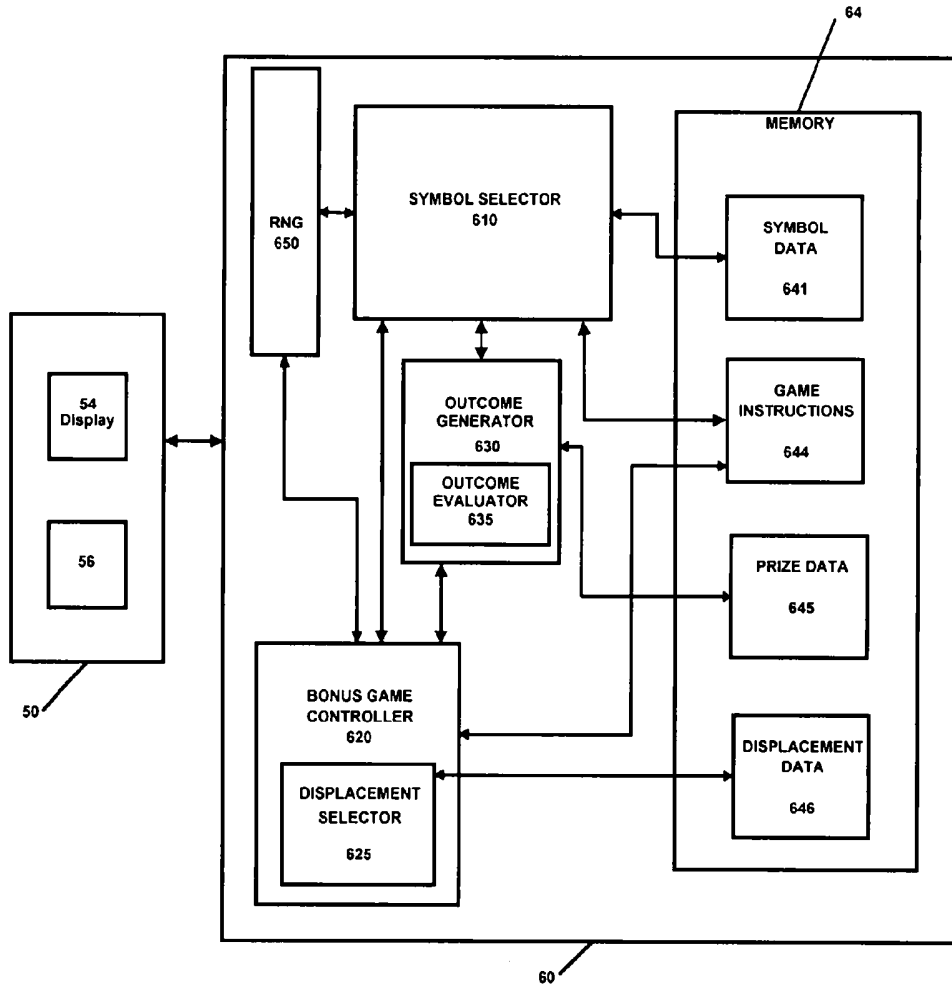 64
MEMORY
RNG
650
SYMBOL SELECTOR
610
SYMBOL
DATA
641
54
Display
56
50
OUTCOME
GENERATOR
630
OUTCOME
EVALUATOR
635
GAME
INSTRUCTIONS
644
PRIZE DATA
645
BONUS GAME
CONTROLLER
620
DISPLACEMENT
SELECTOR
625
DISPLACEMENT
DATA
646
60